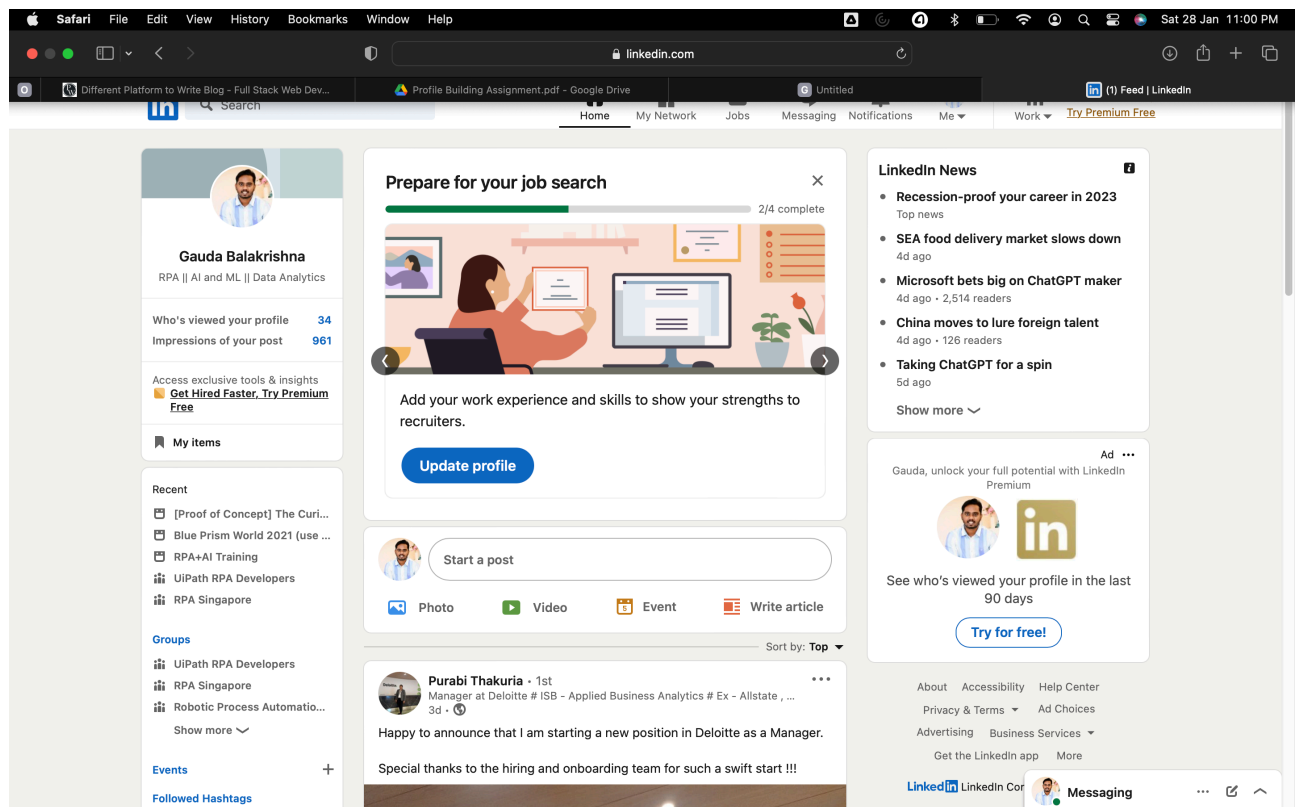 Safari File Edit View History Bookmarks Window Help
Sat 28 Jan 11:00 PM
linkedin.com
O
Different Platform to Write Blog - Full Stack Web Dev...
Profile Building Assignment.pdf - Google Drive
G Untitled
in (1) Feed | LinkedIn
in
Search
Home
My Network
Jobs
Messaging
Notifications
Me
Work
Try Premium Free
Gauda Balakrishna
RPA || AI and ML || Data Analytics
Who's viewed your profile 34
Impressions of your post 961
Access exclusive tools & insights
Get Hired Faster, Try Premium
Free
My items
Recent
[Proof of Concept] The Curi...
Blue Prism World 2021 (use ...
RPA+AI Training
UiPath RPA Developers
RPA Singapore
Groups
UiPath RPA Developers
RPA Singapore
Robotic Process Automatio...
Show more
Events +
Followed Hashtags
Prepare for your job search
2/4 complete
Add your work experience and skills to show your strengths to
recruiters.
Update profile
Start a post
Photo
Video
5 Event
Write article
Sort by: Top
Purabi Thakuria • 1st
Manager at Deloitte # ISB - Applied Business Analytics # Ex - Allstate , ...
3d •
Happy to announce that I am starting a new position in Deloitte as a Manager.
Special thanks to the hiring and onboarding team for such a swift start !!!
LinkedIn News
Recession-proof your career in 2023
Top news
SEA food delivery market slows down
4d ago
Microsoft bets big on ChatGPT maker
4d ago • 2,514 readers
China moves to lure foreign talent
4d ago • 126 readers
Taking ChatGPT for a spin
5d ago
Show more
Ad
Gauda, unlock your full potential with LinkedIn
Premium
in
See who's viewed your profile in the last
90 days
Try for free!
About Accessibility Help Center
Privacy & Terms Ad Choices
Advertising Business Services
Get the LinkedIn app More
LinkedIn LinkedIn Cor
Messaging